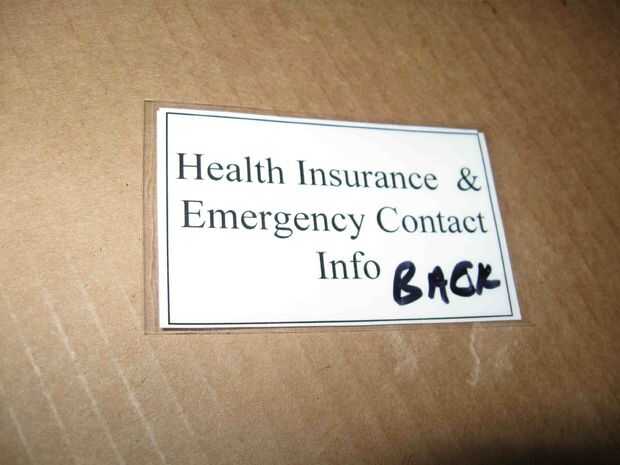 Health Insurance &
Emergency Contact
Info BACK